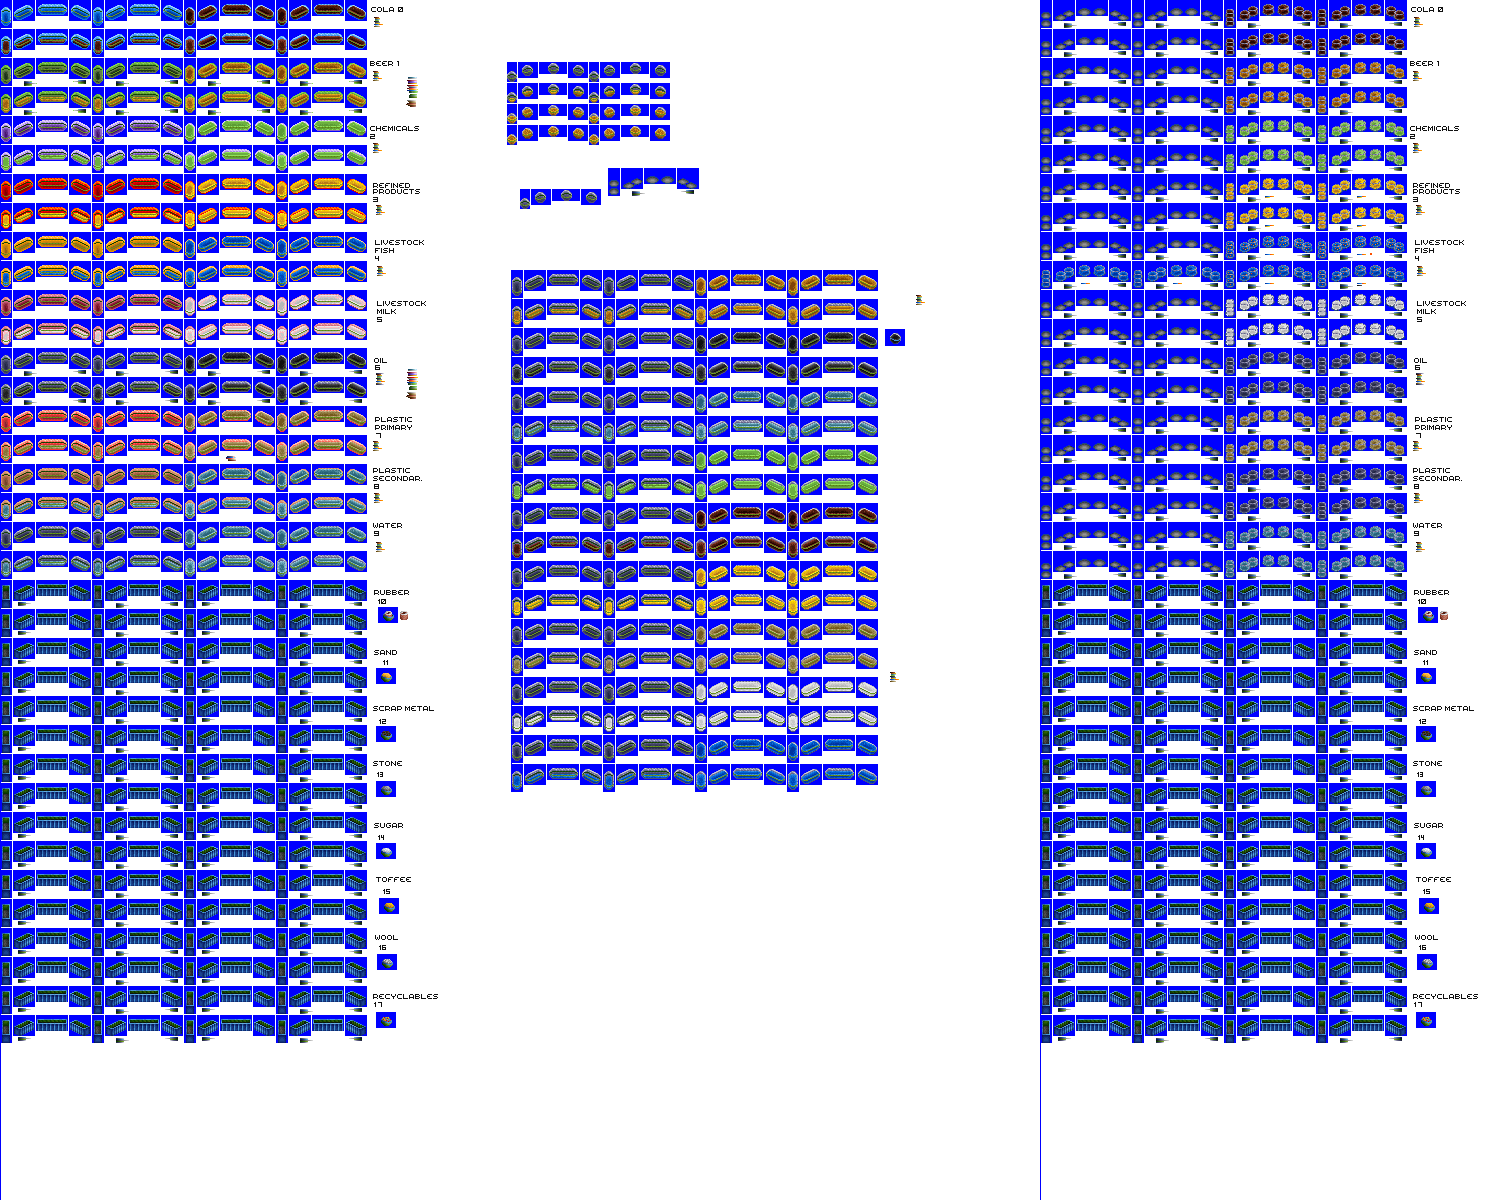 COLA 0
BEER 1
CHEMICALS
2
REFINED
PRODUCTS
3
LIVESTOCK
FISH
4
LIVESTOCK
MILK
5
OIL
6
PLASTIC
PRIMARY
7
PLASTIC
SECONDAR.
8
WATER
9
RUBBER
10
SAND
11
SCRAP METAL
12
STONE
13
SUGAR
14
TOFFEE
15
WOOL
16
RECYCLABLES
17
COLA 0
BEER 1
CHEMICALS
2
REFINED
PRODUCTS
3
LIVESTOCK
FISH
4
LIVESTOCK
MILK
5
OIL
6
PLASTIC
PRIMARY
7
PLASTIC
SECONDAR.
8
WATER
9
RUBBER
10
SAND
11
SCRAP METAL
12
STONE
13
SUGAR
14
TOFFEE
15
WOOL
16
RECYCLABLES
17